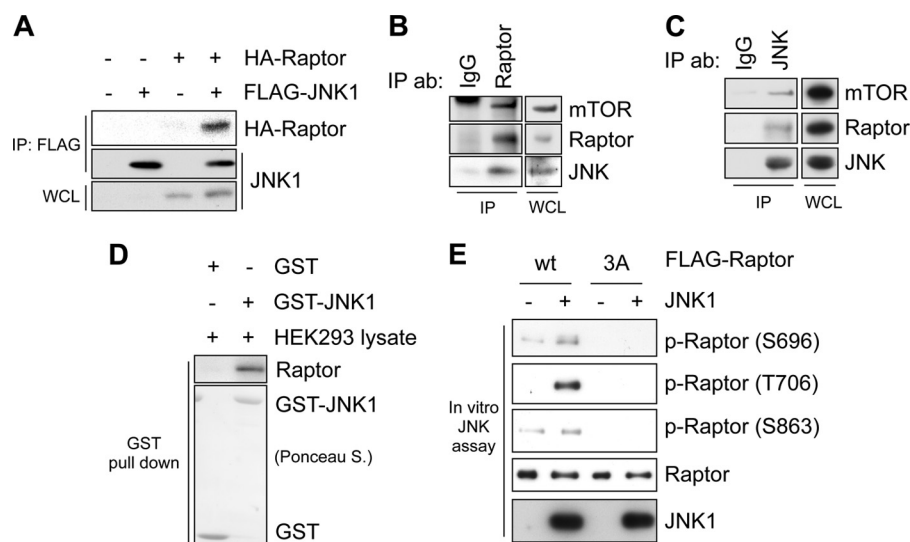 A
- - + + HA-Raptor
- + - + FLAG-JNK1
IP: FLAG
HA-Raptor
JNK1
WCL
B
IP ab: IgG Raptor
mTOR
Raptor
JNK
IP WCL
C
IP ab: IgG JNK
mTOR
Raptor
JNK
IP WCL
D
+ - GST
- + GST-JNK1
+ + HEK293 lysate
Raptor
GST-JNK1
GST
pull down
(Ponceau S.)
GST
E
wt 3A FLAG-Raptor
- + - + JNK1
p-Raptor (S696)
p-Raptor (T706)
In vitro
JNK
assay
p-Raptor (S863)
Raptor
JNK1